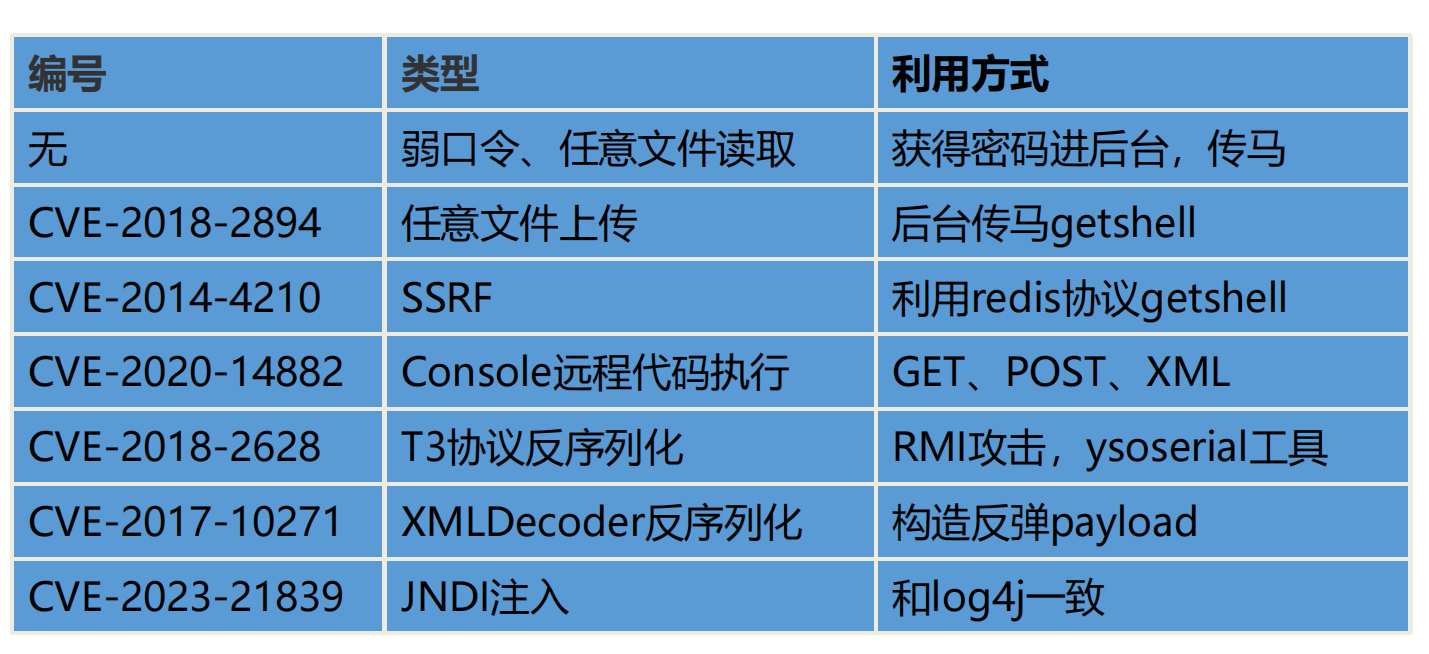 编号 类型 利用方式
无 弱口令、任意文件读取 获得密码进后台，传马
CVE-2018-2894 任意文件上传 后台传马getshell
CVE-2014-4210 SSRF 利用redis协议getshell
CVE-2020-14882 Console远程代码执行 GET、POST、XML
CVE-2018-2628 T3协议反序列化 RMI攻击，ysoserial工具
CVE-2017-10271 XMLDecoder反序列化 构造反弹payload
CVE-2023-21839 JNDI注入 和log4j一致